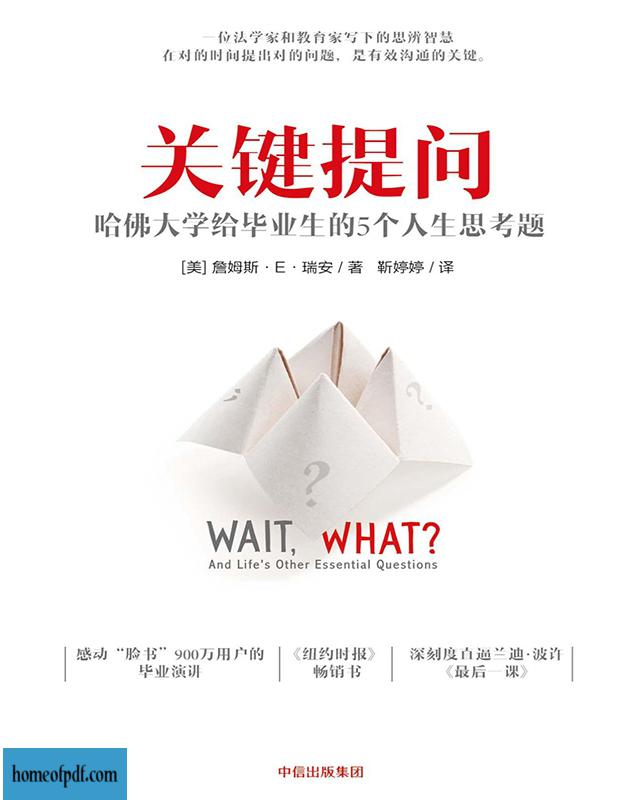 一位法学家和教育家写下的思辨智慧
在对的时间提出对的问题，是有效沟通的关键。
关键提问
哈佛大学给毕业生的5个人生思考题
[美] 詹姆斯·E·瑞安 / 著 靳婷婷 / 译
?
?
?
WAIT, WHAT?
And Life's Other Essential Questions
感动“脸书”900万用户的
毕业演讲
《纽约时报》
畅销书
深刻度直逼兰迪·波许
《最后一课》
homeofpdf.com
中信出版集团